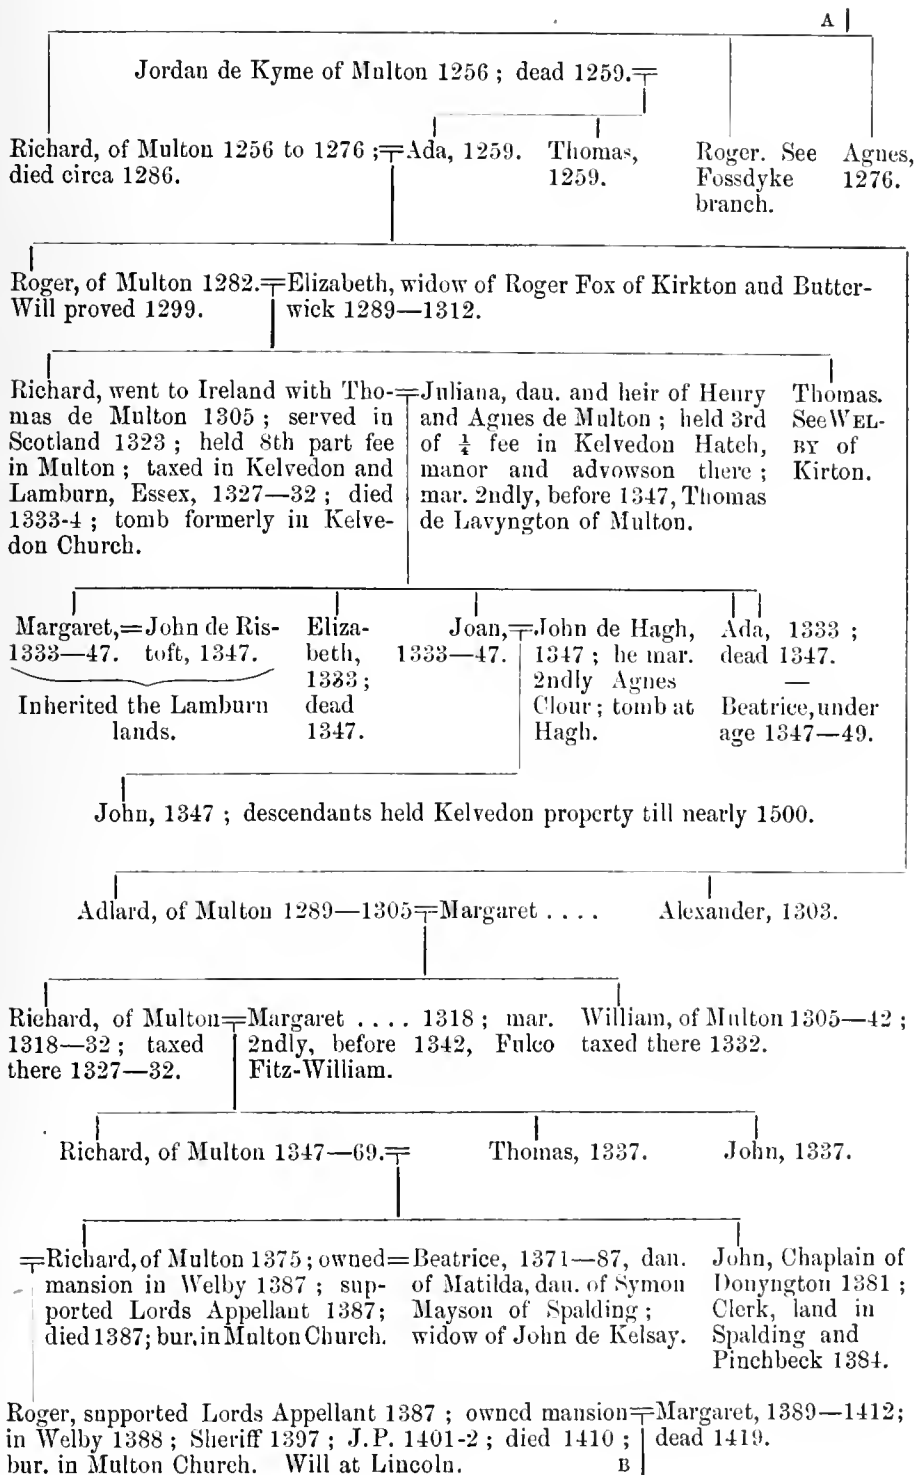 A
Jordan de Kyme of Multon 1256 ; dead 1259.
Richard, of Multon 1256 to 1276 ;
died circa 1286.
Ada, 1259.
Thomas,
1259.
Roger. See
Fossdyke
branch.
Agnes,
1276.
Roger, of Multon 1282.
Will proved 1299.
Elizabeth, widow of Roger Fox of Kirkton and Butter-
wick 1289—1312.
Richard, went to Ireland with Tho-
mas de Multon 1305 ; served in
Scotland 1323 ; held 8th part fee
in Multon ; taxed in Kelvedon and
Lamburn, Essex, 1327—32 ; died
1333-4 ; tomb formerly in Kelve-
don Church.
Juliana, dau. and heir of Henry
and Agnes de Multon ; held 3rd
of ¼ fee in Kelvedon Hatch,
manor and advowson there ;
mar. 2ndly, before 1347, Thomas
de Lavyngton of Multon.
Thomas.
See WEL-
BY of
Kirton.
Margaret,=John de Ris-
1333—47. toft, 1347.
Inherited the Lamburn
lands.
Eliza-
beth,
1333 ;
dead
1347.
Joan,
1333—47.
John de Hagh,
1347 ; he mar.
2ndly Agnes
Clour ; tomb at
Hagh.
Ada, 1333 ;
dead 1347.
—
Beatrice, under
age 1347—49.
John, 1347 ; descendants held Kelvedon property till nearly 1500.
Adlard, of Multon 1289—1305
Margaret . . . .
Alexander, 1303.
Richard, of Multon
1318—32 ; taxed
there 1327—32.
Margaret . . . . 1318 ; mar.
2ndly, before 1342, Fulco
Fitz-William.
William, of Multon 1305—42 ;
taxed there 1332.
Richard, of Multon 1347—69.
Thomas, 1337.
John, 1337.
Richard, of Multon 1375 ; owned
mansion in Welby 1387 ; sup-
ported Lords Appellant 1387;
died 1387; bur. in Multon Church.
=Beatrice, 1371—87, dau.
of Matilda, dau. of Symon
Mayson of Spalding ;
widow of John de Kelsay.
John, Chaplain of
Donyngton 1381 ;
Clerk, land in
Spalding and
Pinchbeck 1384.
Roger, supported Lords Appellant 1387 ; owned mansion
in Welby 1388 ; Sheriff 1397 ; J.P. 1401-2 ; died 1410 ;
bur. in Multon Church. Will at Lincoln.
Margaret, 1389—1412;
dead 1419.
B